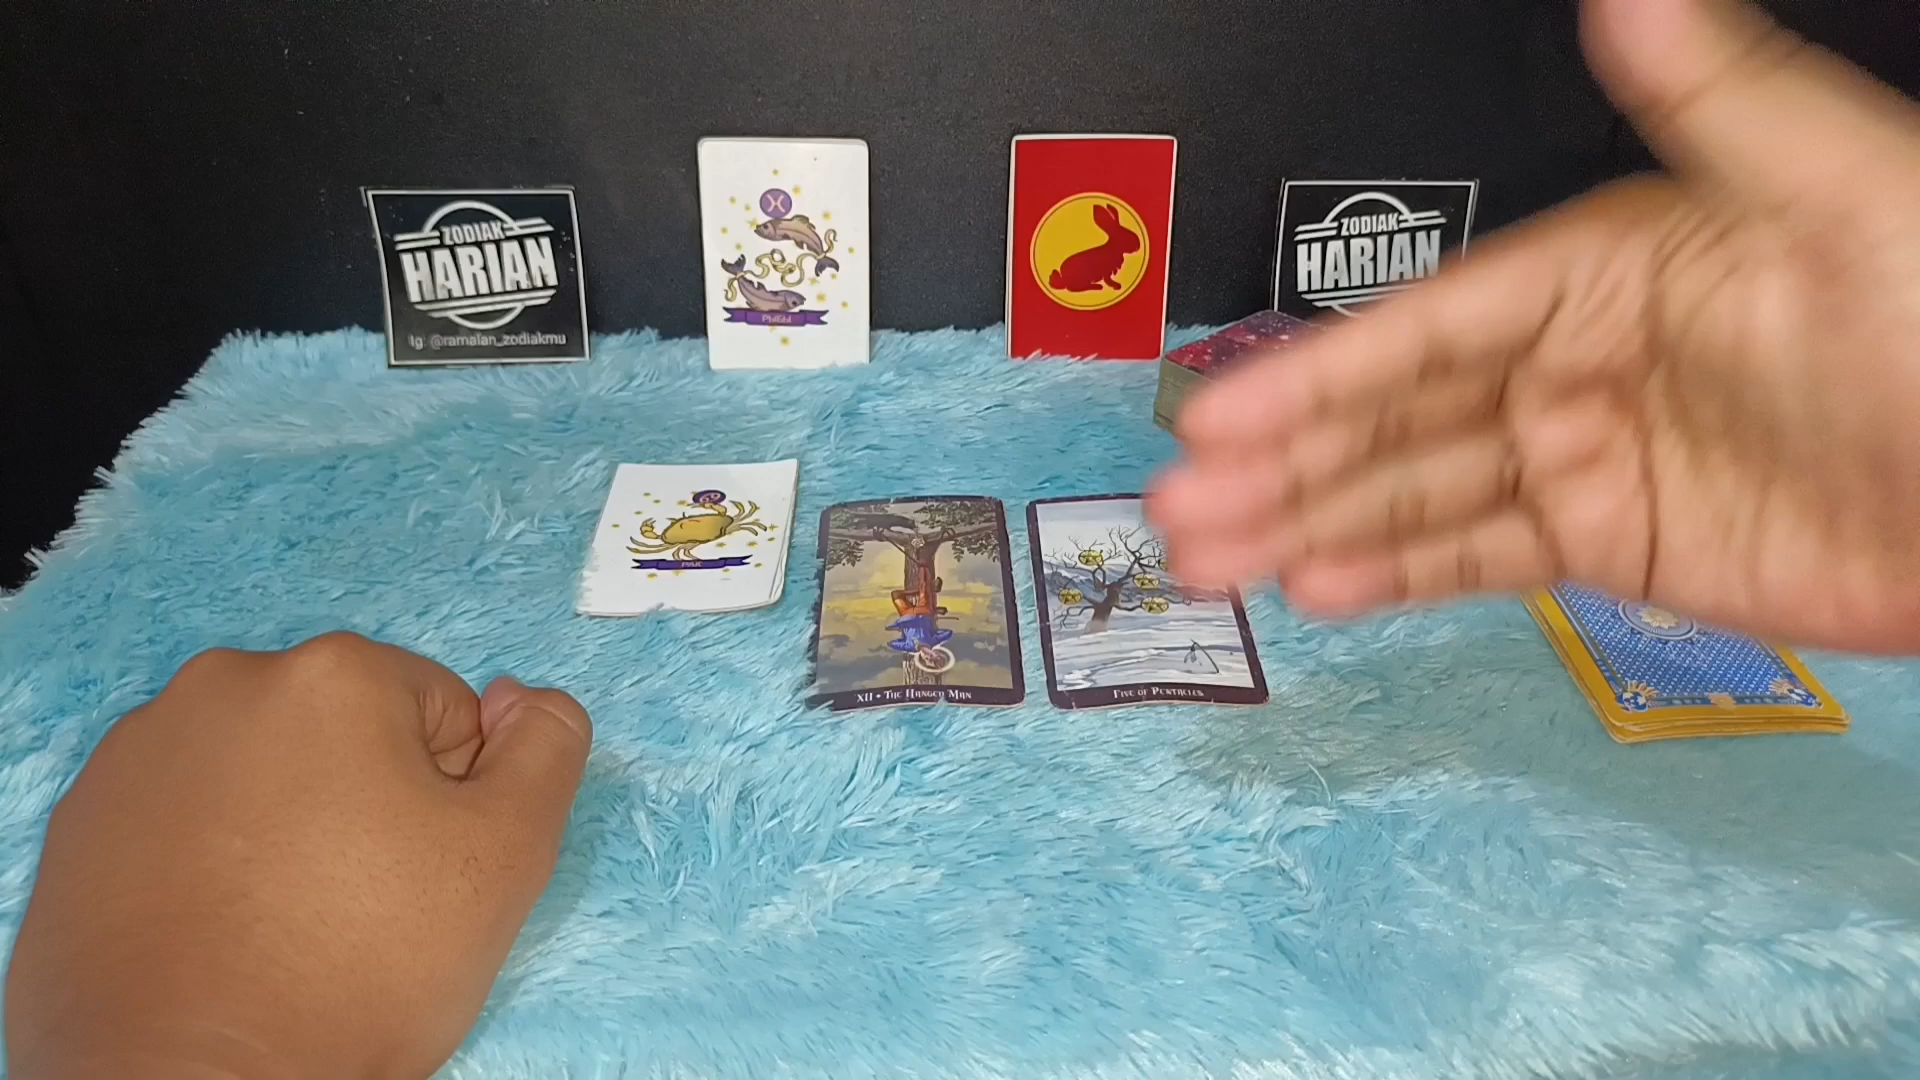 ZODIAK
HARIAN
Ig: @ramalan_zodiakmu
РЫБЫ
ZODIAK
HARIAN
РАК
XII • THE HANGED MAN
FIVE OF PENTACLES